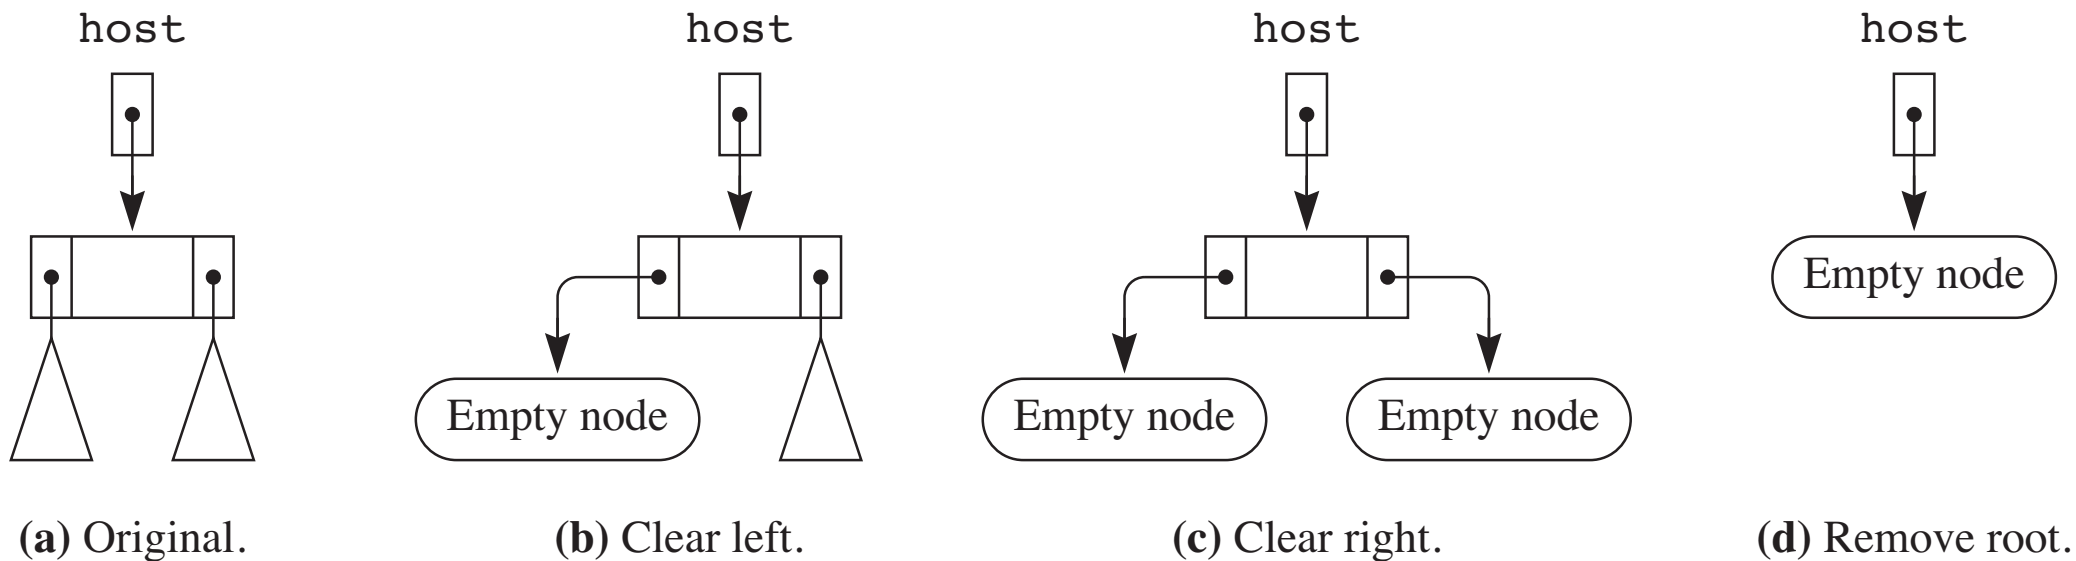 host host host host
Empty node
Empty node Empty node Empty node
(a) Original. (b) Clear left. (c) Clear right. (d) Remove root.